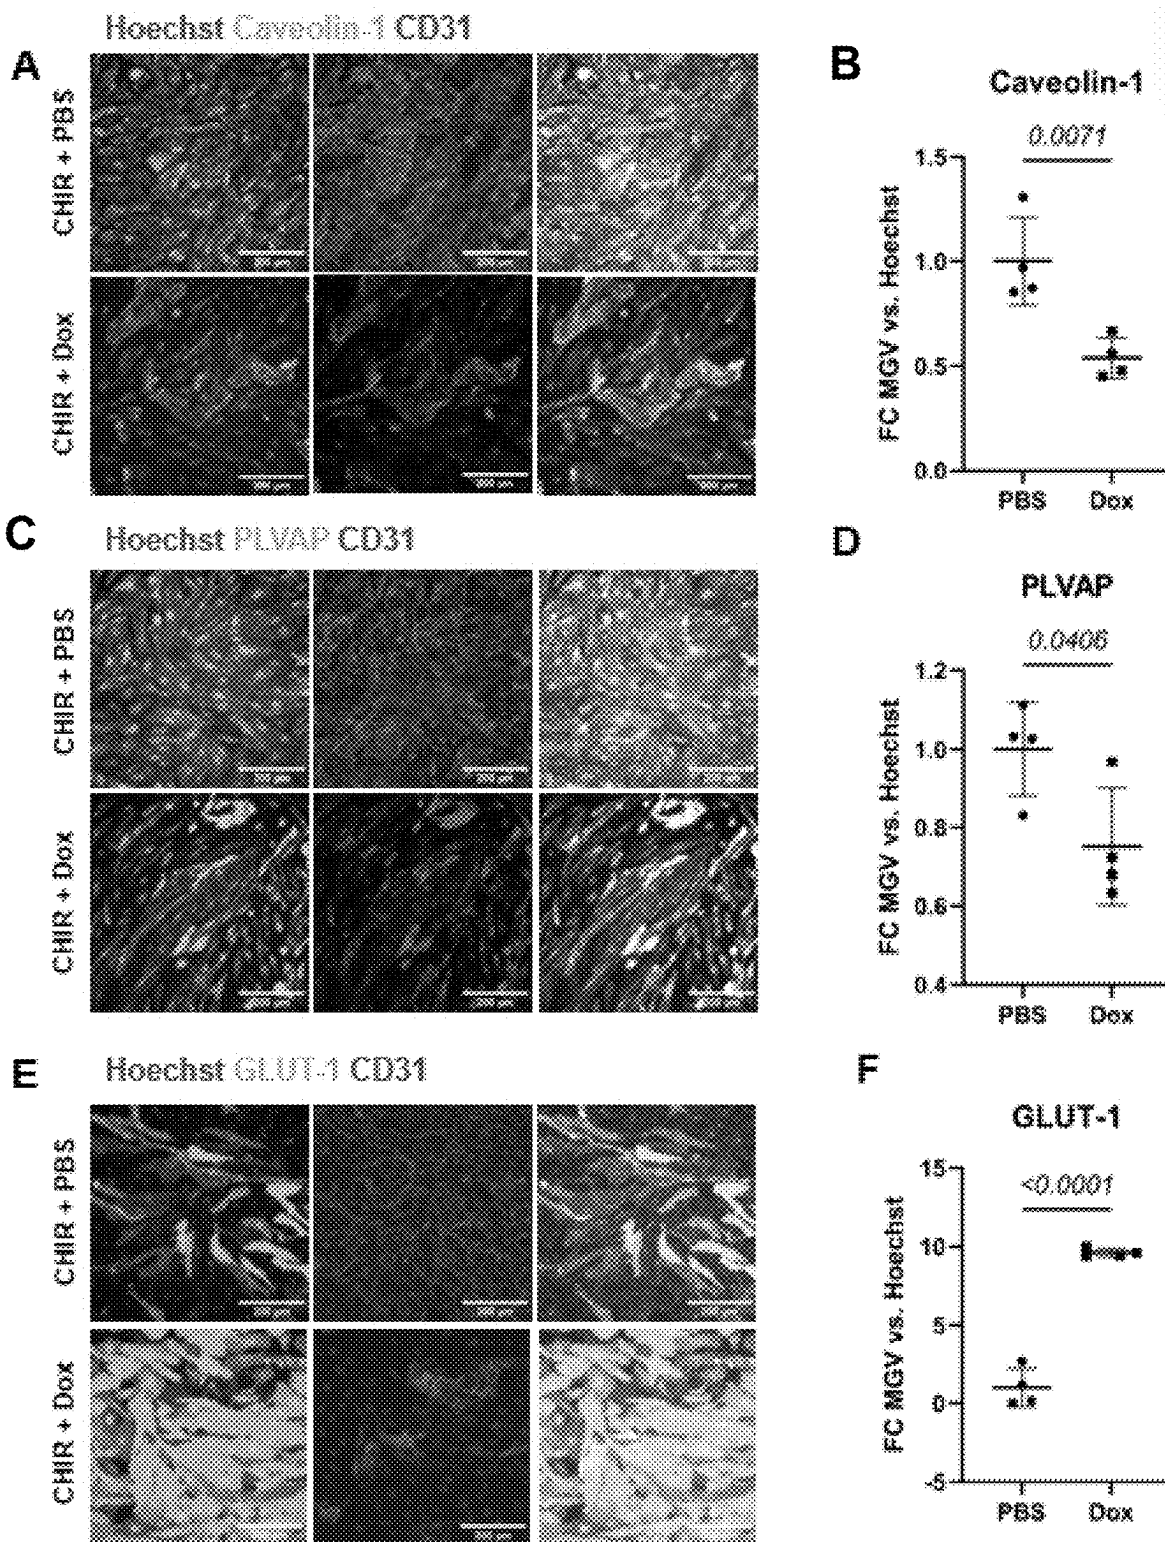 Hoechst Caveolin-1 CD31
A
CHIR + PBS
CHIR + Dox
B
Caveolin-1
0.0071
FC MGV vs. Hoechst
1.5
1.0
0.5
0.0
PBS Dox
C
Hoechst PLVAP CD31
CHIR + PBS
CHIR + Dox
D
PLVAP
0.0406
FC MGV vs. Hoechst
1.2
1.0
0.8
0.6
0.4
PBS Dox
E
Hoechst GLUT-1 CD31
CHIR + PBS
CHIR + Dox
F
GLUT-1
<0.0001
FC MGV vs. Hoechst
15
10
5
0
-5
PBS Dox